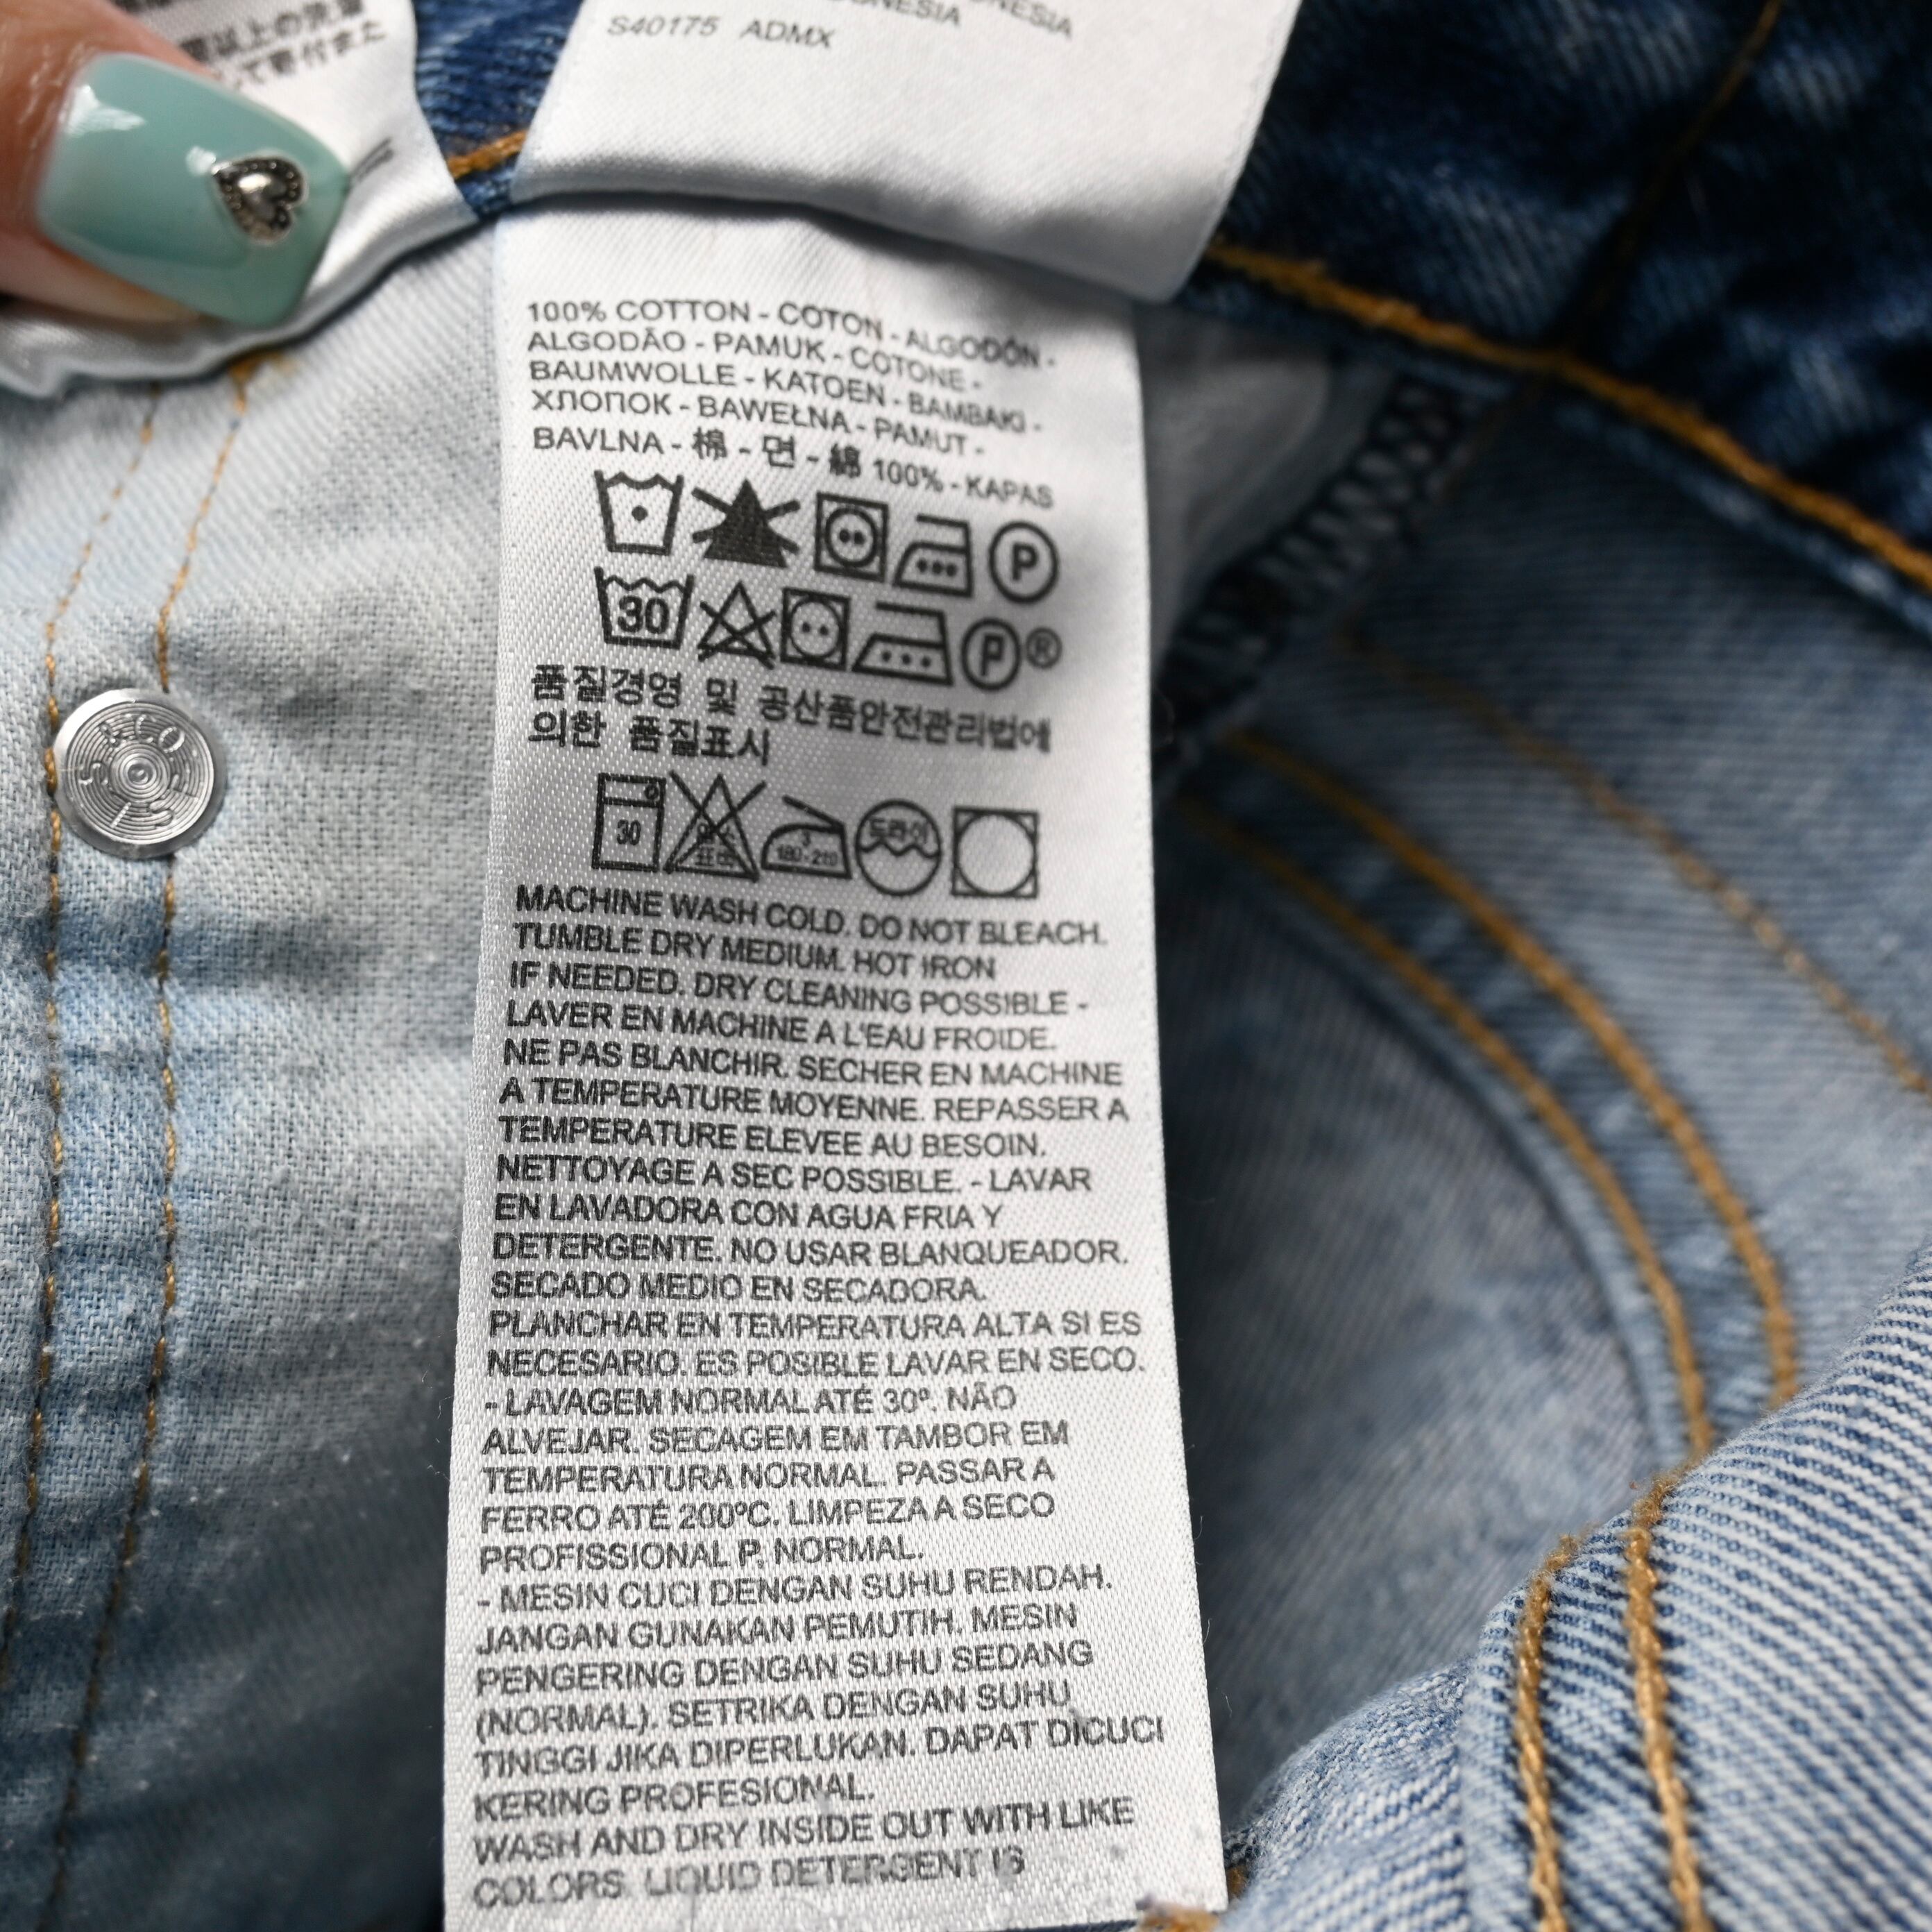 S40175 ADMX
100% COTTON - COTON - ALGODÓN -
ALGODÃO - PAMUK - COTONE -
BAUMWOLLE - KATOEN - BAMBAKI -
ХЛОПОК - BAWEŁNA - PAMUT -
BAVLNA - 棉 - 면 - 綿 100% - KAPAS
P
30 P ®
품질경영 및 공산품안전관리법에
의한 품질표시
30 3 180-210 드라이
MACHINE WASH COLD. DO NOT BLEACH.
TUMBLE DRY MEDIUM. HOT IRON
IF NEEDED. DRY CLEANING POSSIBLE -
LAVER EN MACHINE A L'EAU FROIDE.
NE PAS BLANCHIR. SECHER EN MACHINE
A TEMPERATURE MOYENNE. REPASSER A
TEMPERATURE ELEVEE AU BESOIN.
NETTOYAGE A SEC POSSIBLE. - LAVAR
EN LAVADORA CON AGUA FRIA Y
DETERGENTE. NO USAR BLANQUEADOR.
SECADO MEDIO EN SECADORA.
PLANCHAR EN TEMPERATURA ALTA SI ES
NECESARIO. ES POSIBLE LAVAR EN SECO.
- LAVAGEM NORMAL ATÉ 30º. NÃO
ALVEJAR. SECAGEM EM TAMBOR EM
TEMPERATURA NORMAL. PASSAR A
FERRO ATÉ 200ºC. LIMPEZA A SECO
PROFISSIONAL P. NORMAL.
- MESIN CUCI DENGAN SUHU RENDAH.
JANGAN GUNAKAN PEMUTIH. MESIN
PENGERING DENGAN SUHU SEDANG
(NORMAL). SETRIKA DENGAN SUHU
TINGGI JIKA DIPERLUKAN. DAPAT DICUCI
KERING PROFESIONAL.
WASH AND DRY INSIDE OUT WITH LIKE
COLORS. LIQUID DETERGENT IS